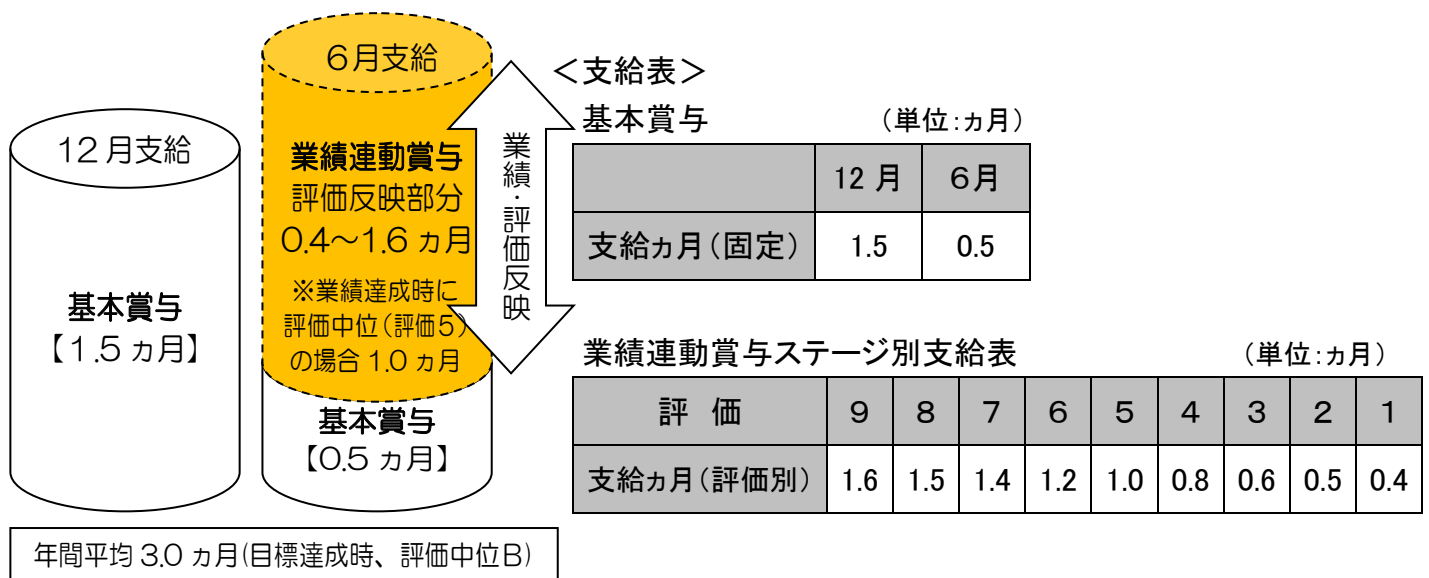 12月支給
基本賞与
【1.5ヵ月】
6月支給
業績連動賞与
評価反映部分
0.4～1.6ヵ月
※業績達成時に
評価中位（評価5）
の場合1.0ヵ月
基本賞与
【0.5ヵ月】
業績・評価反映
年間平均3.0ヵ月(目標達成時、評価中位B)
＜支給表＞
基本賞与 （単位：ヵ月）
12月 6月
支給ヵ月（固定） 1.5 0.5
業績連動賞与ステージ別支給表 （単位：ヵ月）
評 価 9 8 7 6 5 4 3 2 1
支給ヵ月（評価別） 1.6 1.5 1.4 1.2 1.0 0.8 0.6 0.5 0.4